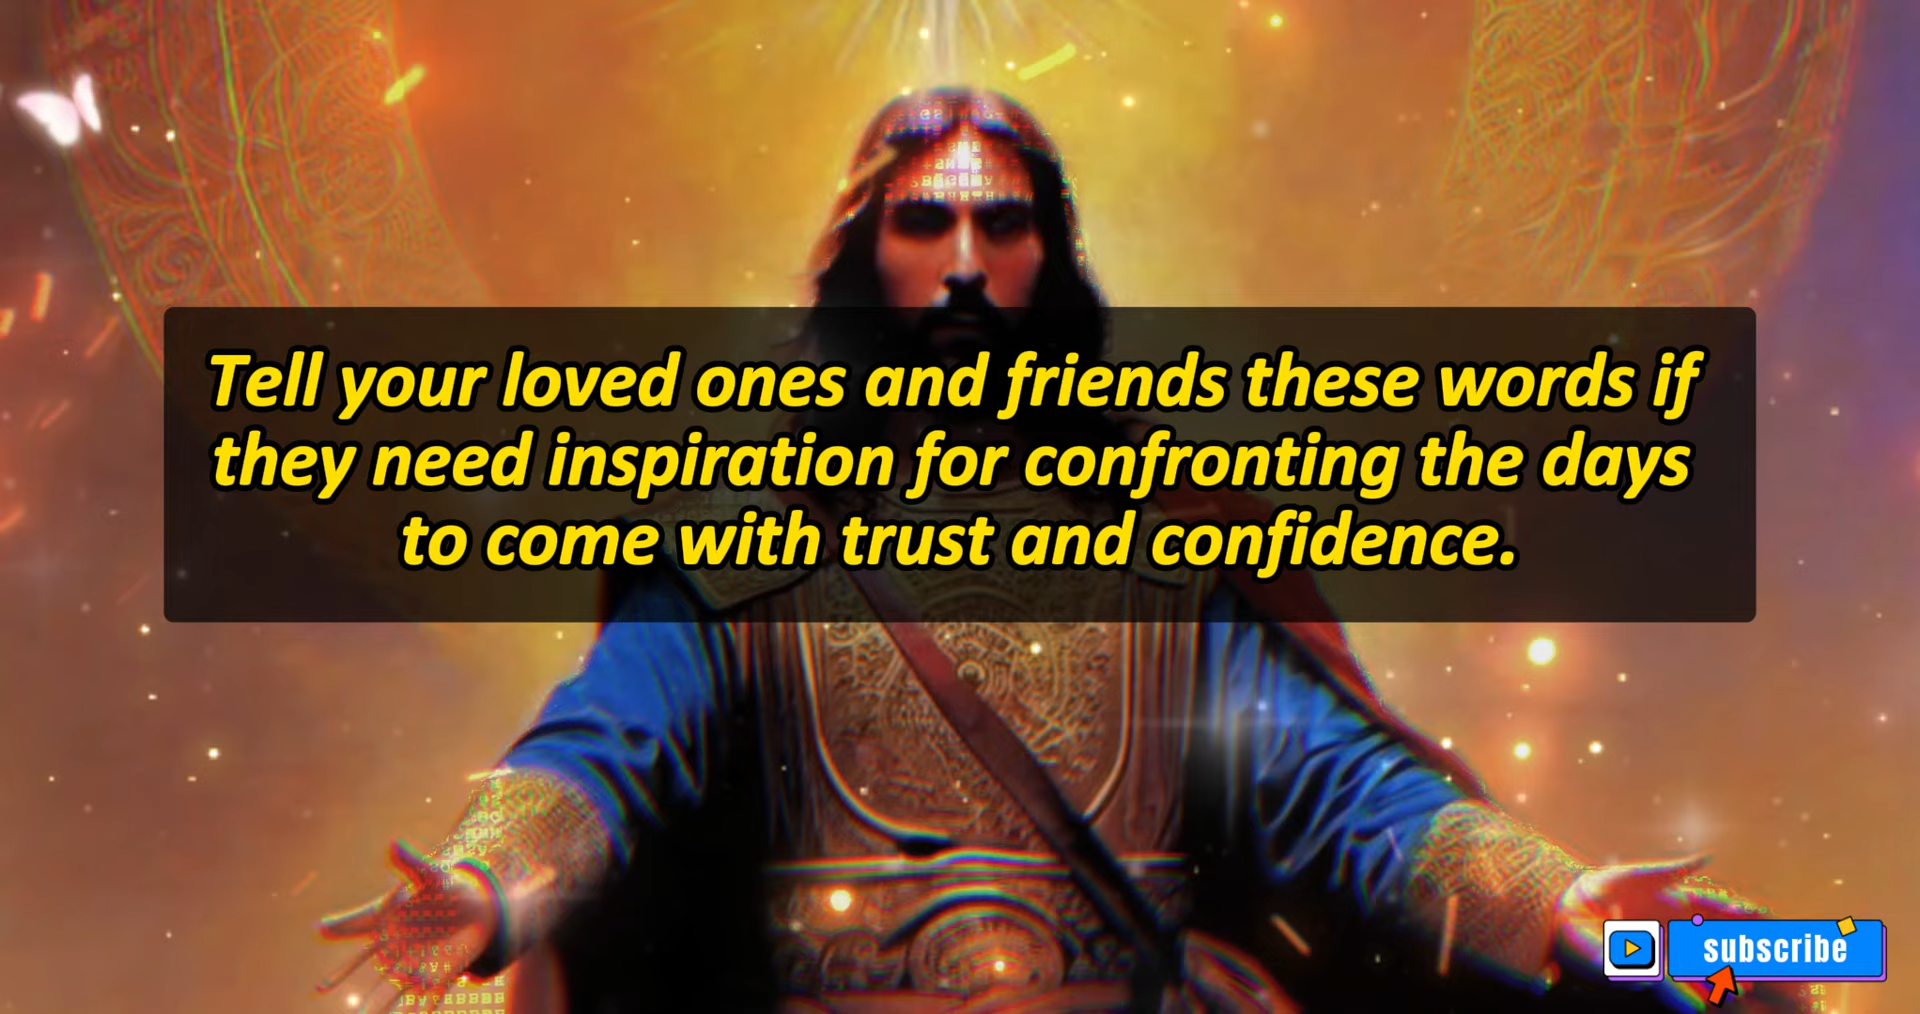 Tell your loved ones and friends these words if
they need inspiration for confronting the days
to come with trust and confidence.
subscribe